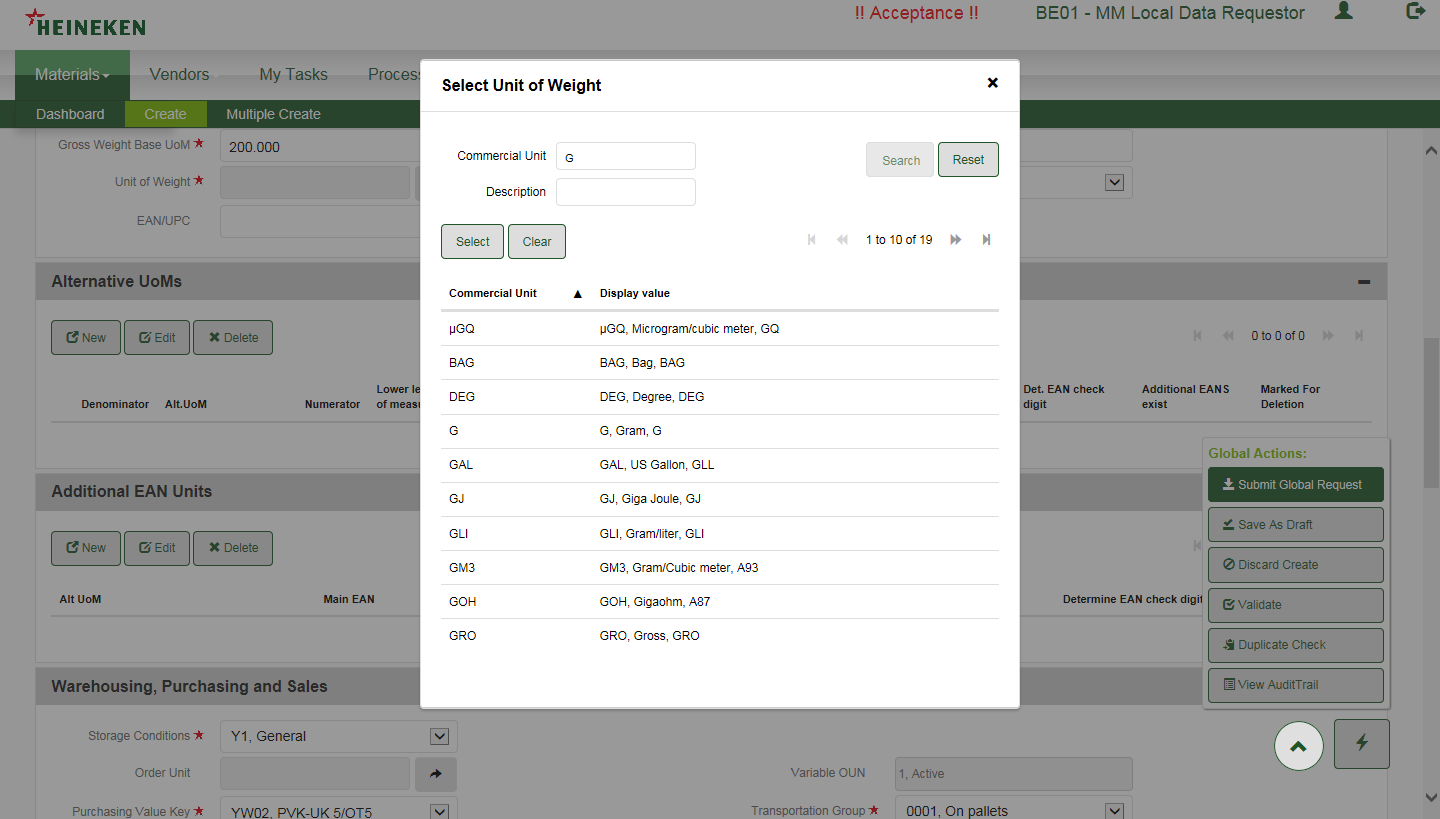 HEINEKEN
!! Acceptance !!
BE01 - MM Local Data Requestor
Materials
Vendors
My Tasks
Dashboard
Create
Multiple Create
Select Unit of Weight
Commercial Unit
G
Search
Reset
Description
Select
Clear
1 to 10 of 19
Commercial Unit
▲
Display value
µGQ
µGQ, Microgram/cubic meter, GQ
BAG
BAG, Bag, BAG
DEG
DEG, Degree, DEG
G
G, Gram, G
GAL
GAL, US Gallon, GLL
GJ
GJ, Giga Joule, GJ
GLI
GLI, Gram/liter, GLI
GM3
GM3, Gram/Cubic meter, A93
GOH
GOH, Gigaohm, A87
GRO
GRO, Gross, GRO
Gross Weight Base UoM
200.000
Unit of Weight
EAN/UPC
Alternative UoMs
New
Edit
Delete
0 to 0 of 0
Denominator
Alt.UoM
Numerator
Lower le
of measu
Det. EAN check
digit
Additional EANS
exist
Marked For
Deletion
Additional EAN Units
New
Edit
Delete
Alt UoM
Main EAN
Determine EAN check digit
Global Actions:
Submit Global Request
Save As Draft
Discard Create
Validate
Duplicate Check
View AuditTrail
Warehousing, Purchasing and Sales
Storage Conditions
Y1, General
Order Unit
Variable OUN
1, Active
Purchasing Value Key
YW02, PVK-UK 5/OT5
Transportation Group
0001, On pallets